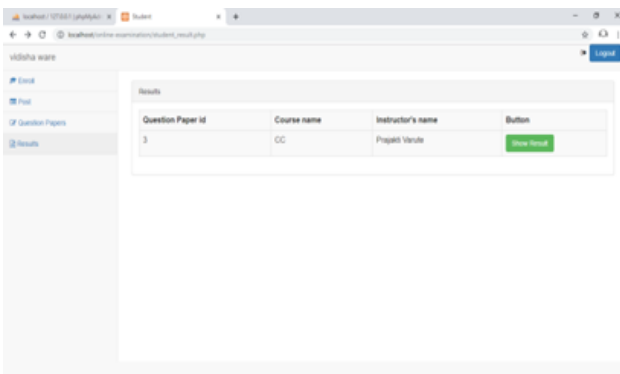 localhost / 127.0.0.1 | phpMyAd
Student
localhost/online-examination/student_result.php
vidisha ware
Logout
Enroll
Post
Question Papers
Results
Results
Question Paper id Course name Instructor's name Button
3 CC Prajakti Varute Show Result